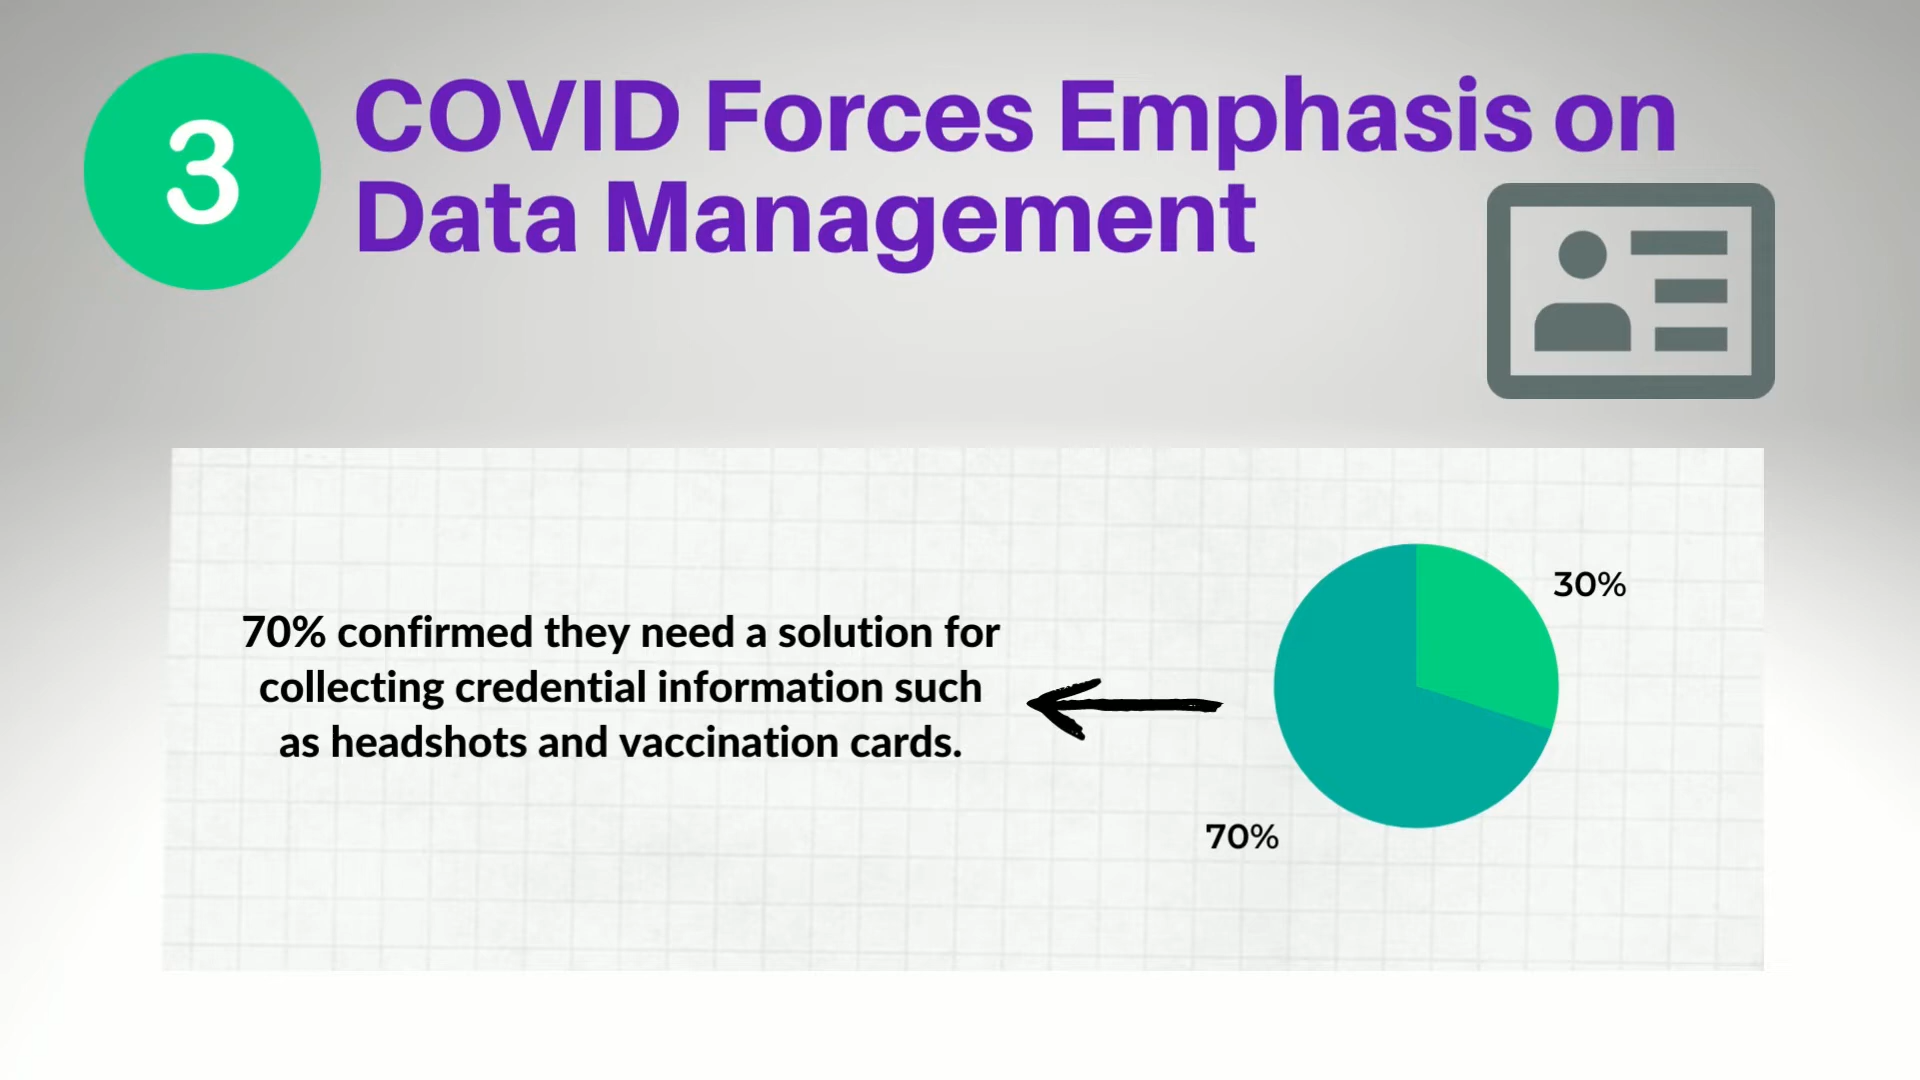 3
COVID Forces Emphasis on
Data Management
70% confirmed they need a solution for
collecting credential information such
as headshots and vaccination cards.
30%
70%